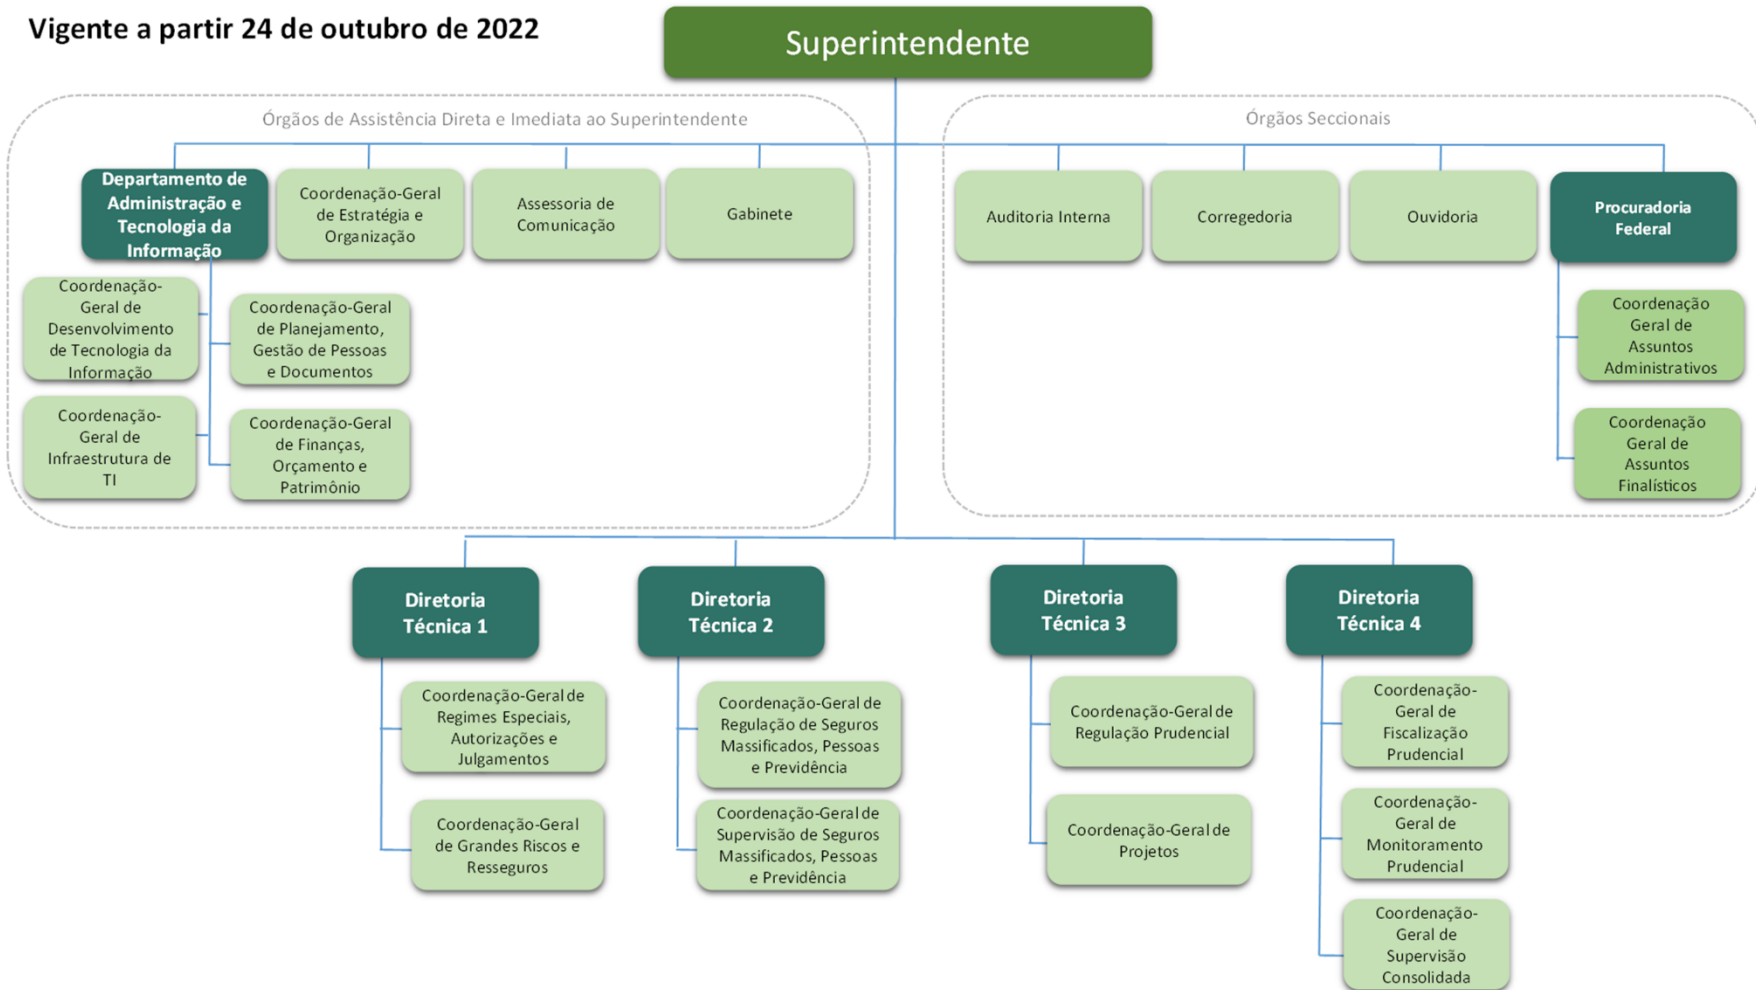 Vigente a partir 24 de outubro de 2022
Superintendente
Órgãos de Assistência Direta e Imediata ao Superintendente
Órgãos Seccionais
Departamento de
Administração e
Tecnologia da
Informação
Coordenação-Geral
de Estratégia e
Organização
Assessoria de
Comunicação
Gabinete
Auditoria Interna
Corregedoria
Ouvidoria
Procuradoria
Federal
Coordenação-
Geral de
Desenvolvimento
de Tecnologia da
Informação
Coordenação-Geral
de Planejamento,
Gestão de Pessoas
e Documentos
Coordenação-
Geral de
Infraestrutura de
TI
Coordenação-Geral
de Finanças,
Orçamento e
Patrimônio
Coordenação
Geral de
Assuntos
Administrativos
Coordenação
Geral de
Assuntos
Finalísticos
Diretoria
Técnica 1
Diretoria
Técnica 2
Diretoria
Técnica 3
Diretoria
Técnica 4
Coordenação-Geral de
Regimes Especiais,
Autorizações e
Julgamentos
Coordenação-Geral
de Grandes Riscos e
Resseguros
Coordenação-Geral de
Regulação de Seguros
Massificados, Pessoas
e Previdência
Coordenação-Geral de
Supervisão de Seguros
Massificados, Pessoas
e Previdência
Coordenação-Geral de
Regulação Prudencial
Coordenação-Geral de
Projetos
Coordenação-
Geral de
Fiscalização
Prudencial
Coordenação-
Geral de
Monitoramento
Prudencial
Coordenação-
Geral de
Supervisão
Consolidada